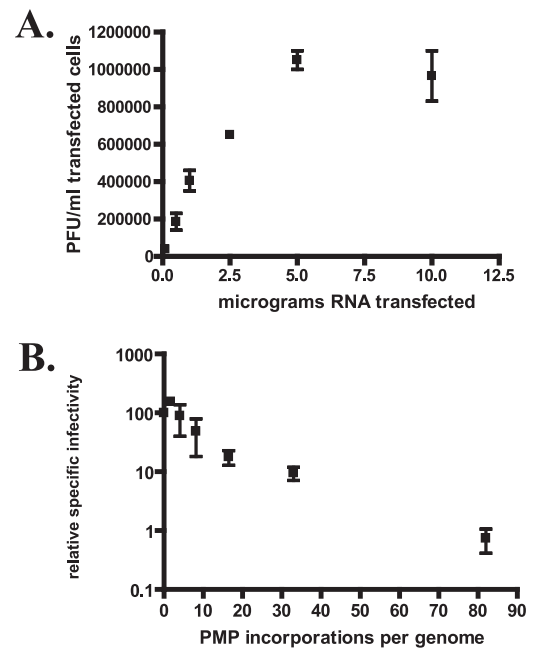 A.
PFU/ml transfected cells
1200000
1000000
800000
600000
400000
200000
0
0.0 2.5 5.0 7.5 10.0 12.5
micrograms RNA transfected
B.
relative specific infectivity
1000
100
10
1
0.1
0 10 20 30 40 50 60 70 80 90
PMP incorporations per genome